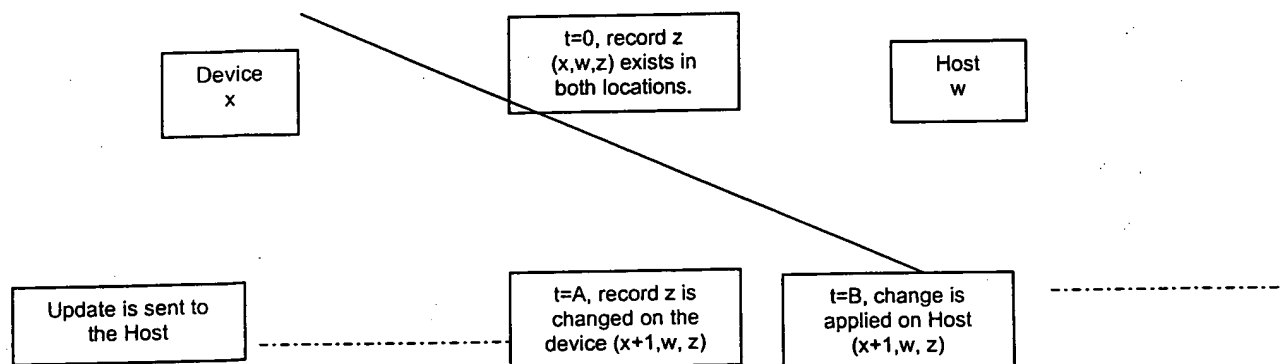 Device
x
t=0, record z
(x,w,z) exists in
both locations.
Host
w
Update is sent to
the Host
t=A, record z is
changed on the
device (x+1,w, z)
t=B, change is
applied on Host
(x+1,w, z)